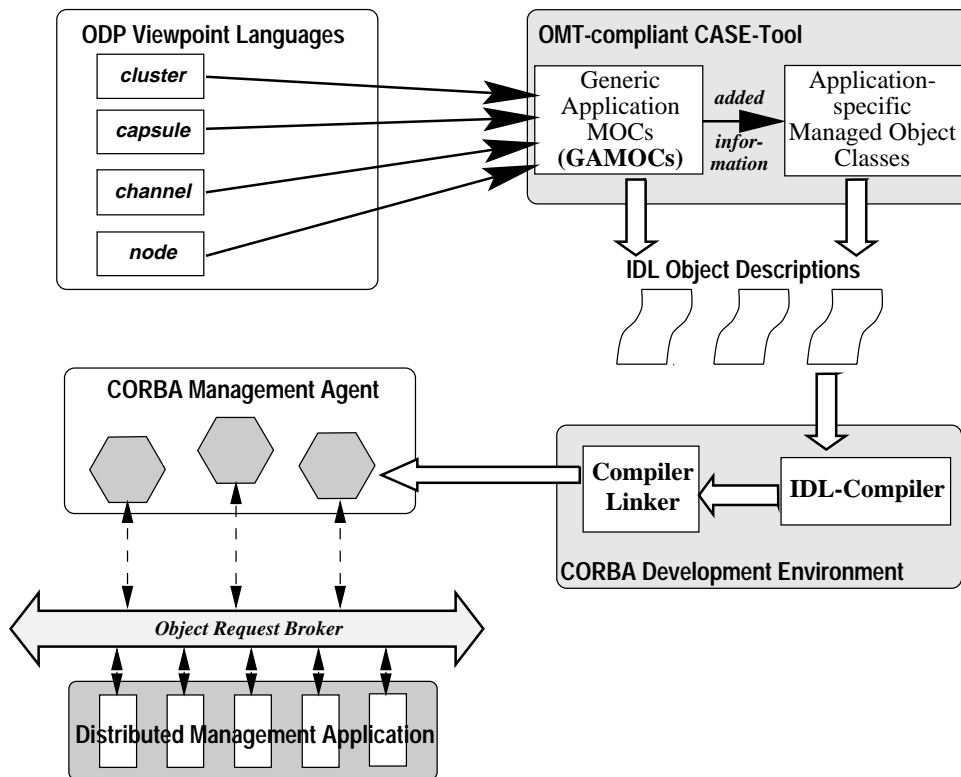 ODP Viewpoint Languages
cluster
capsule
channel
node
OMT-compliant CASE-Tool
Generic
Application
MOCs
(GAMOCs)
added
infor-
mation
Application-
specific
Managed Object
Classes
IDL Object Descriptions
CORBA Management Agent
Compiler
Linker
IDL-Compiler
CORBA Development Environment
Object Request Broker
Distributed Management Application